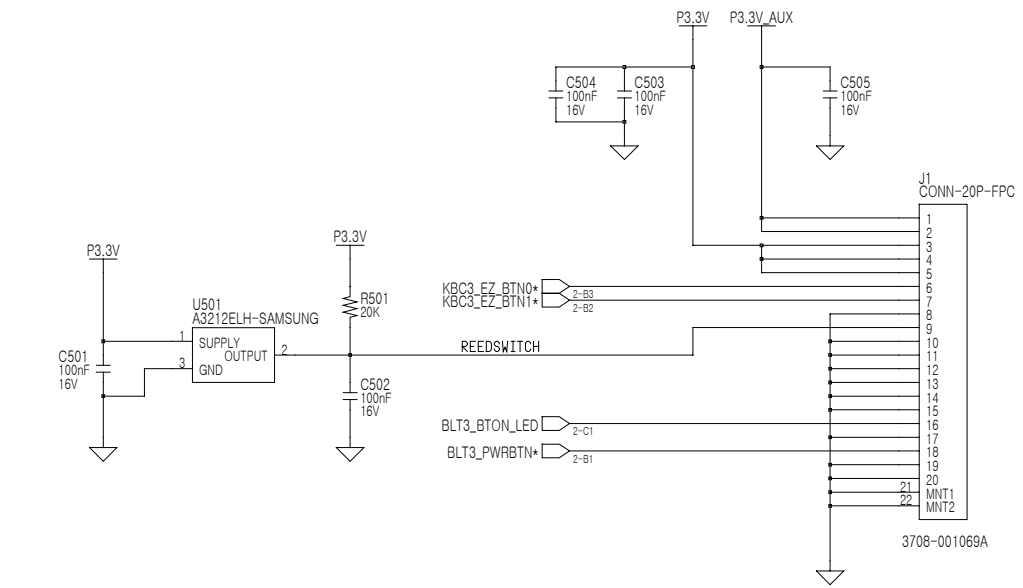 P3.3V
P3.3V_AUX
C504
100nF
16V
C503
100nF
16V
C505
100nF
16V
J1
CONN-20P-FPC
1
2
3
4
5
6
7
8
9
10
11
12
13
14
15
16
17
18
19
20
21
MNT1
22
MNT2
3708-001069A
P3.3V
P3.3V
R501
20K
U501
A3212ELH-SAMSUNG
1
SUPPLY
OUTPUT
2
3
GND
C501
100nF
16V
C502
100nF
16V
KBC3_EZ_BTN0*
2-B3
KBC3_EZ_BTN1*
2-B2
REEDSWITCH
BLT3_BTON_LED
2-C1
BLT3_PWRBTN*
2-B1